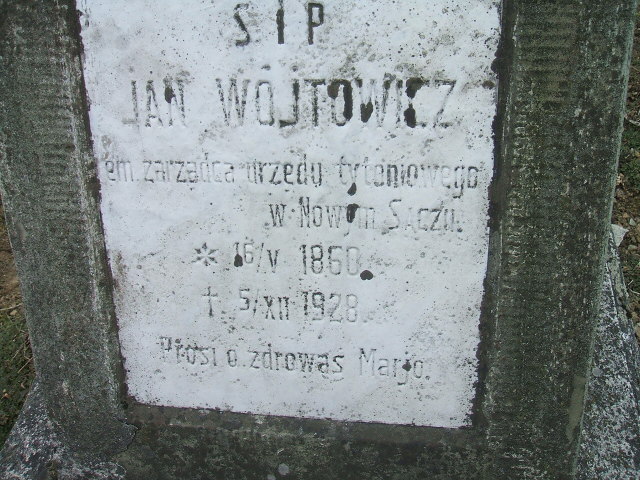 Ś I P
JAN WÓJTOWICZ
em zarządca urzędu tytoniowego
w Nowym Sączu.
* 16/V 1860.
† 5/XII 1928.
Prosi o zdrowaś Marjo.